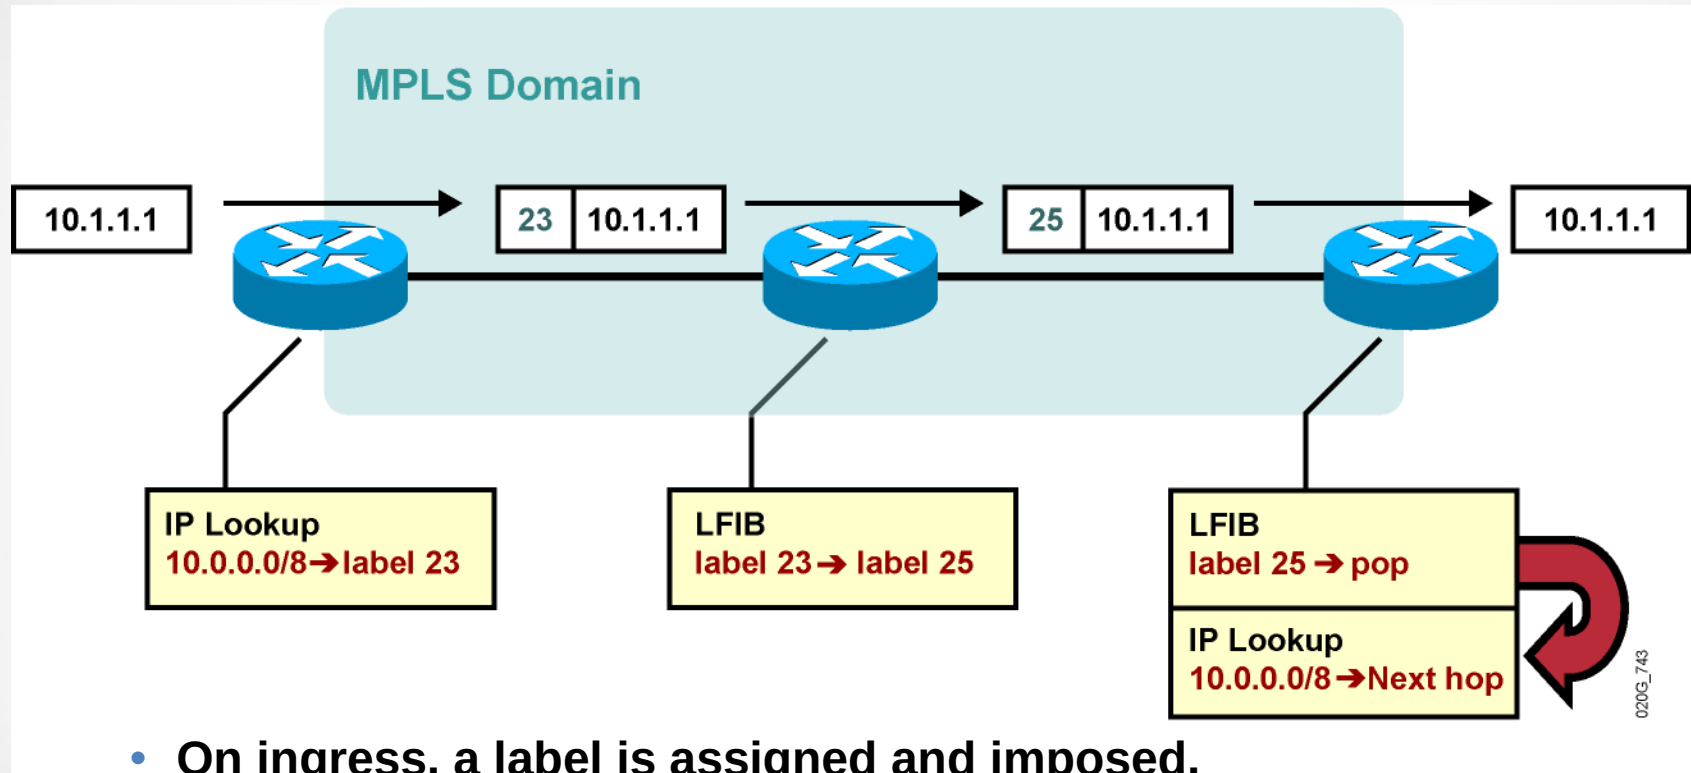 MPLS Domain
10.1.1.1
23 10.1.1.1
25 10.1.1.1
10.1.1.1
IP Lookup
10.0.0.0/8➔label 23
LFIB
label 23➔ label 25
LFIB
label 25 ➔ pop
IP Lookup
10.0.0.0/8➔Next hop
020G_743
• On ingress, a label is assigned and imposed.